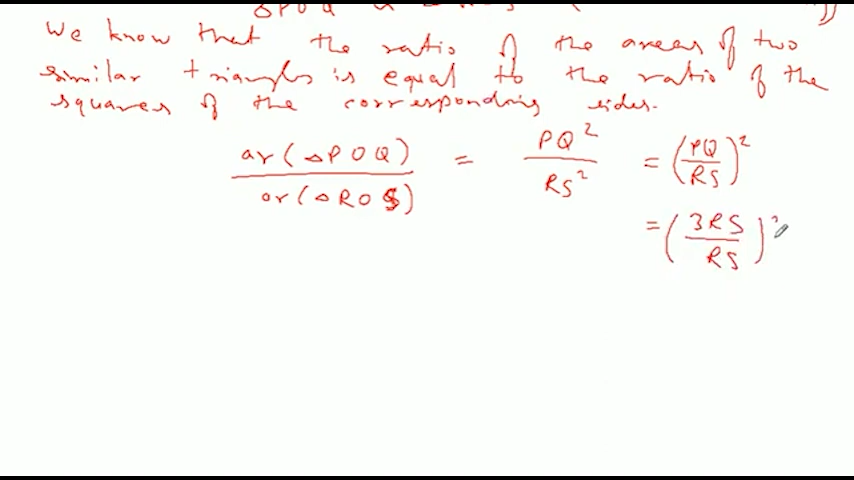 We know that the ratio of the areas of two
similar triangles is equal to the ratio of the
squares of the corresponding sides.
ar(△POQ) / ar(△ROS) = PQ² / RS² = (PQ/RS)²
= (3RS/RS)²